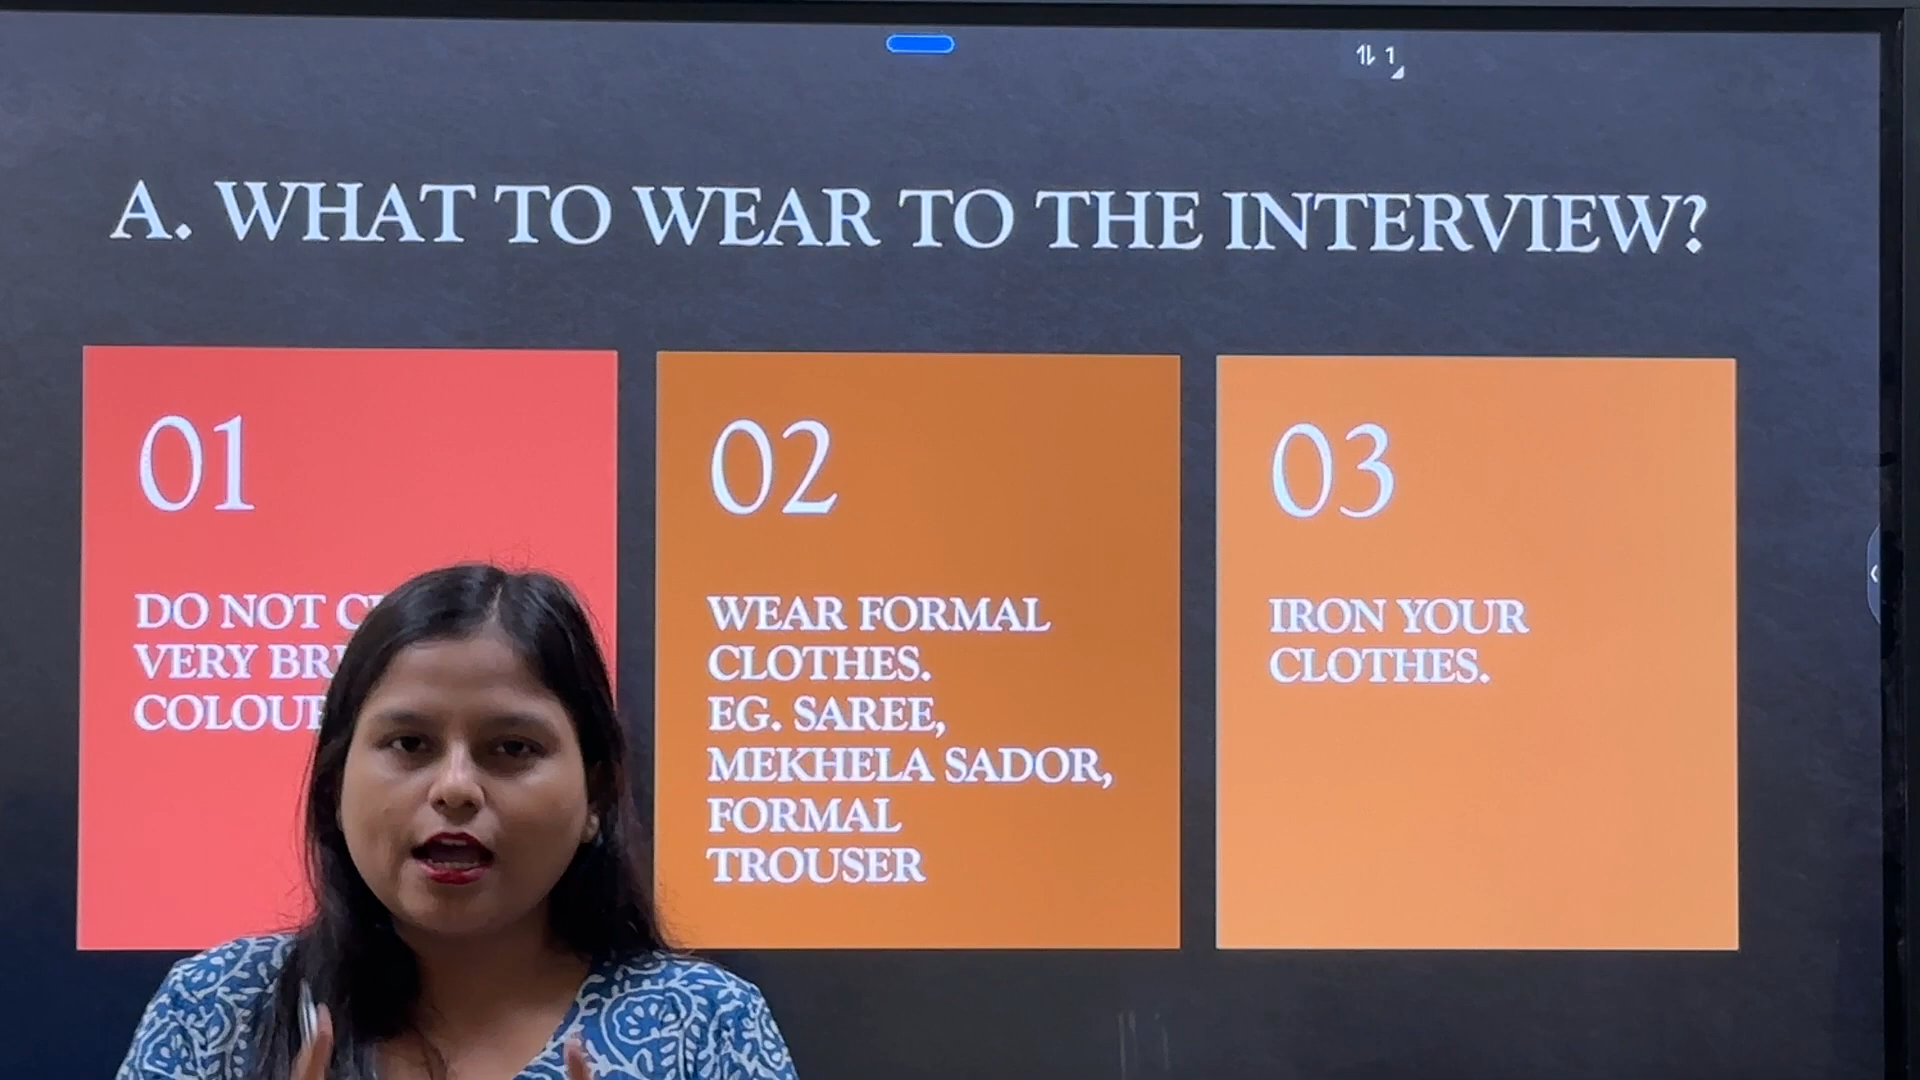 1
A. WHAT TO WEAR TO THE INTERVIEW?
01
DO NOT
VERY
02
WEAR FORMAL
CLOTHES.
EG. SAREE,
MEKHELA SADOR,
FORMAL
TROUSER
03
IRON YOUR
CLOTHES.